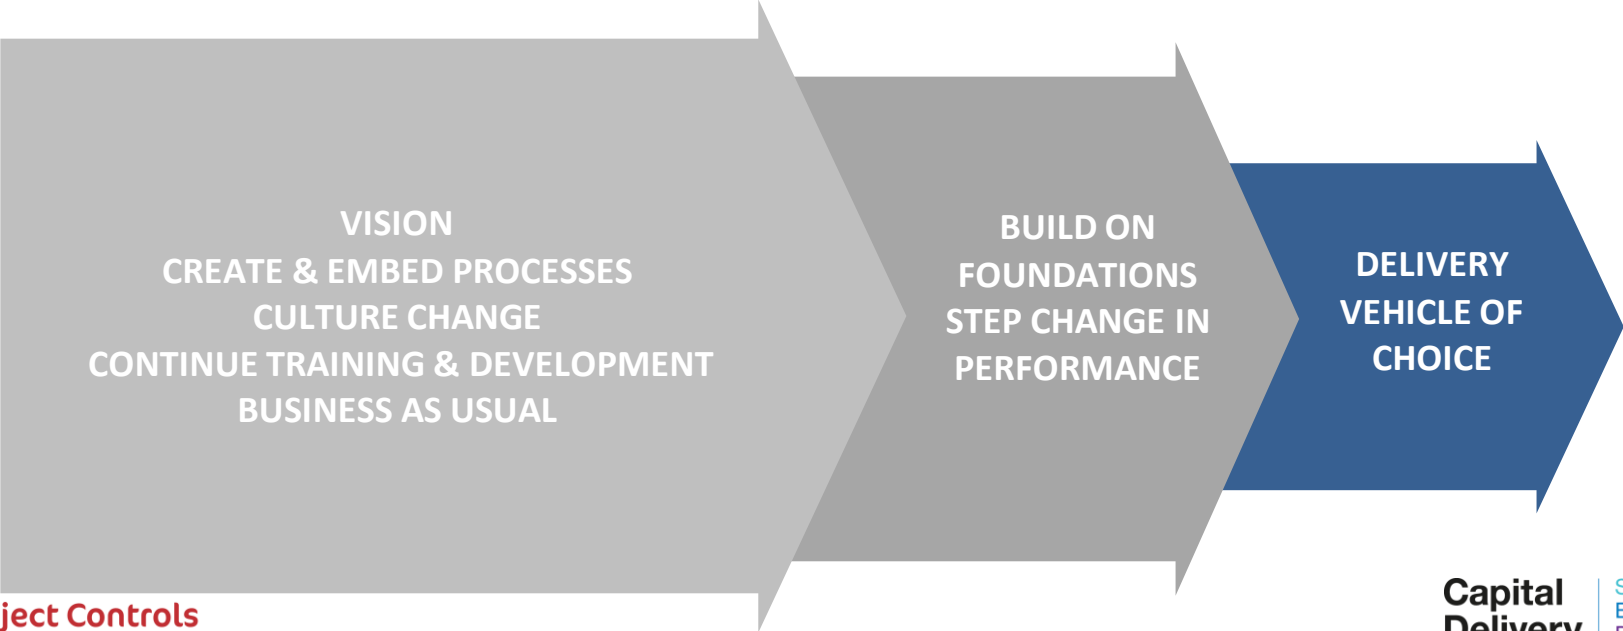 VISION
CREATE & EMBED PROCESSES
CULTURE CHANGE
CONTINUE TRAINING & DEVELOPMENT
BUSINESS AS USUAL
BUILD ON
FOUNDATIONS
STEP CHANGE IN
PERFORMANCE
DELIVERY
VEHICLE OF
CHOICE
ject Controls
Capital
Delivery